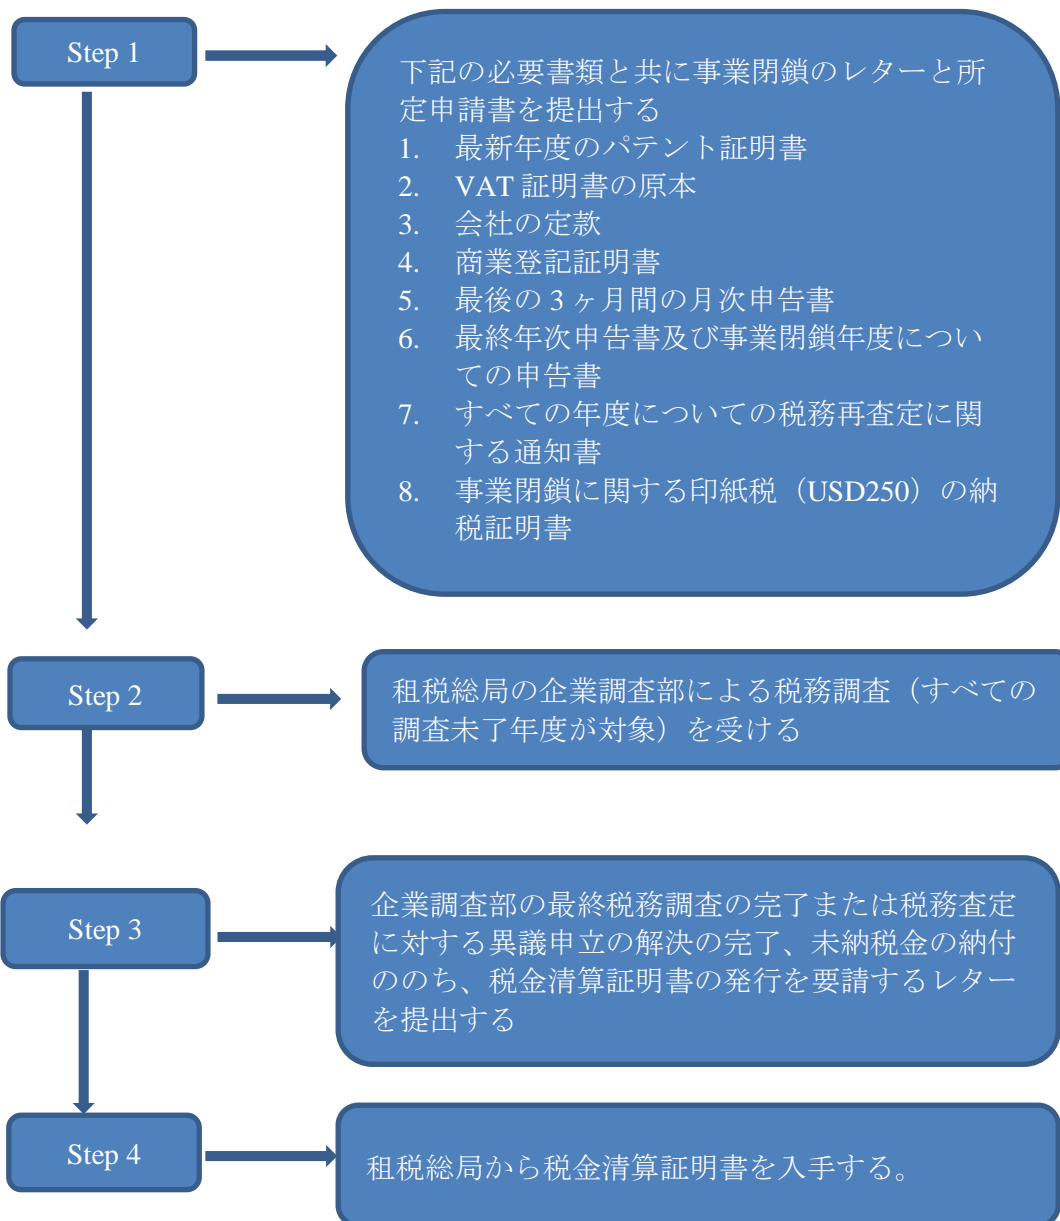 Step 1
下記の必要書類と共に事業閉鎖のレターと所
定申請書を提出する
1. 最新年度のパテント証明書
2. VAT 証明書の原本
3. 会社の定款
4. 商業登記証明書
5. 最後の 3 ヶ月間の月次申告書
6. 最終年次申告書及び事業閉鎖年度につい
ての申告書
7. すべての年度についての税務再査定に関
する通知書
8. 事業閉鎖に関する印紙税（USD250）の納
税証明書
Step 2
租税総局の企業調査部による税務調査（すべての
調査未了年度が対象）を受ける
Step 3
企業調査部の最終税務調査の完了または税務査定
に対する異議申立の解決の完了、未納税金の納付
ののち、税金清算証明書の発行を要請するレター
を提出する
Step 4
租税総局から税金清算証明書を入手する。